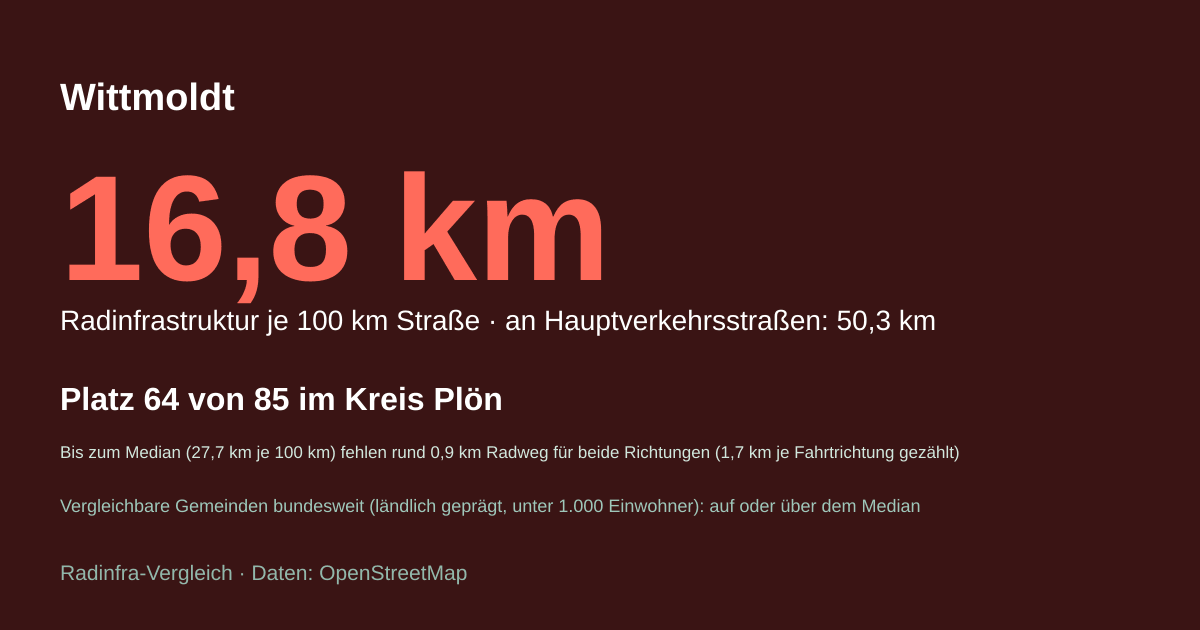 Wittmoldt
16,8 km
Radinfrastruktur je 100 km Straße · an Hauptverkehrsstraßen: 50,3 km
Platz 64 von 85 im Kreis Plön
Bis zum Median (27,7 km je 100 km) fehlen rund 0,9 km Radweg für beide Richtungen (1,7 km je Fahrtrichtung gezählt)
Vergleichbare Gemeinden bundesweit (ländlich geprägt, unter 1.000 Einwohner): auf oder über dem Median
Radinfra-Vergleich · Daten: OpenStreetMap